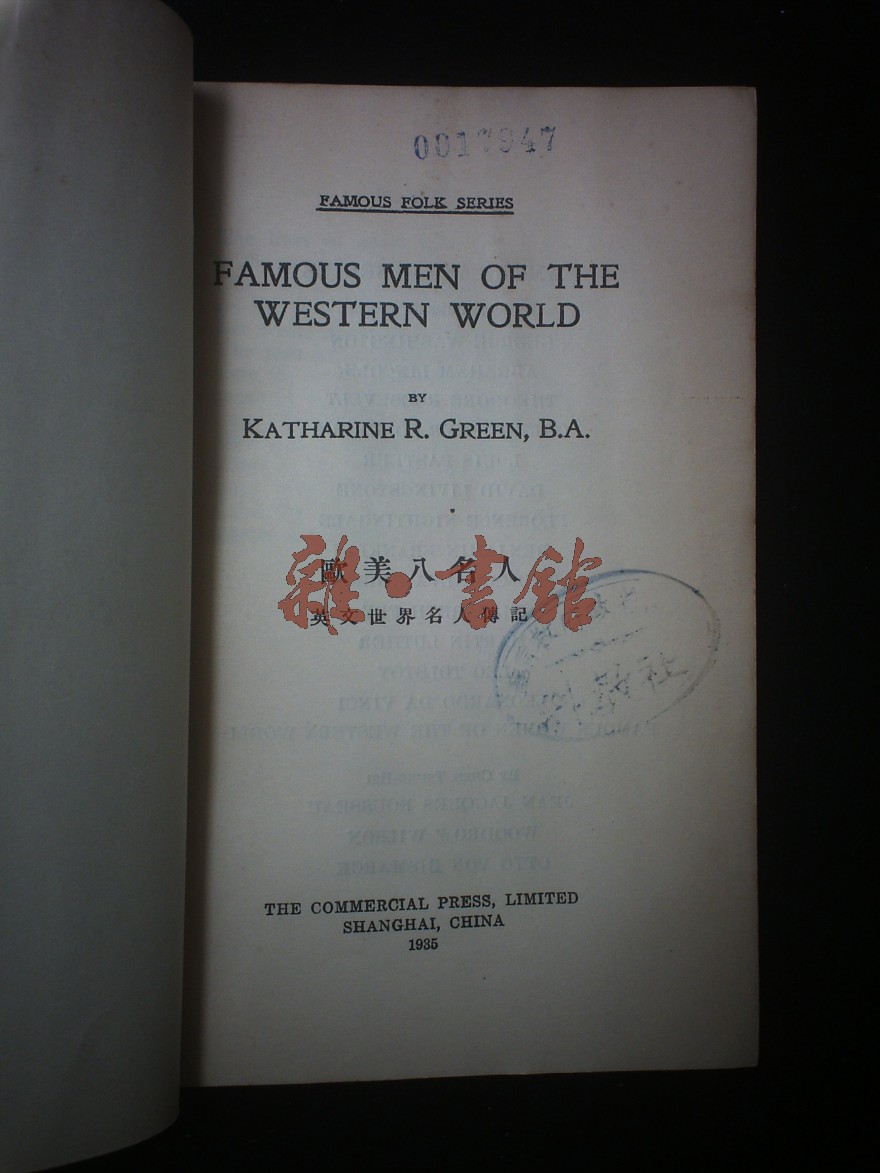 0017947
FAMOUS FOLK SERIES
FAMOUS MEN OF THE
WESTERN WORLD
BY
KATHARINE R. GREEN, B.A.
歐美八名人
雜·書館
英文世界名人傳記
THE COMMERCIAL PRESS, LIMITED
SHANGHAI, CHINA
1935